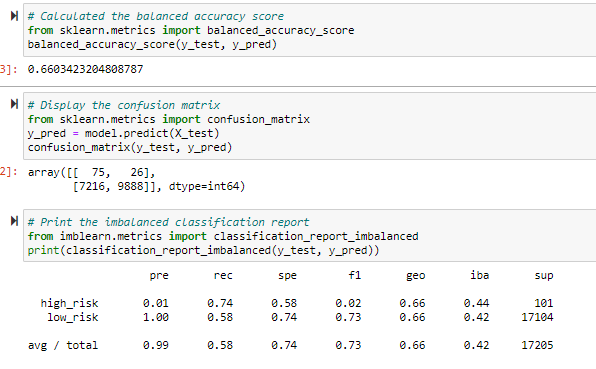 # Calculated the balanced accuracy score
from sklearn.metrics import balanced_accuracy_score
balanced_accuracy_score(y_test, y_pred)
3]: 0.6603423204808787
# Display the confusion matrix
from sklearn.metrics import confusion_matrix
y_pred = model.predict(X_test)
confusion_matrix(y_test, y_pred)
2]: array([[  75,   26],
[7216, 9888]], dtype=int64)
# Print the imbalanced classification report
from imblearn.metrics import classification_report_imbalanced
print(classification_report_imbalanced(y_test, y_pred))
pre rec spe f1 geo iba sup
high_risk 0.01 0.74 0.58 0.02 0.66 0.44 101
low_risk 1.00 0.58 0.74 0.73 0.66 0.42 17104
avg / total 0.99 0.58 0.74 0.73 0.66 0.42 17205